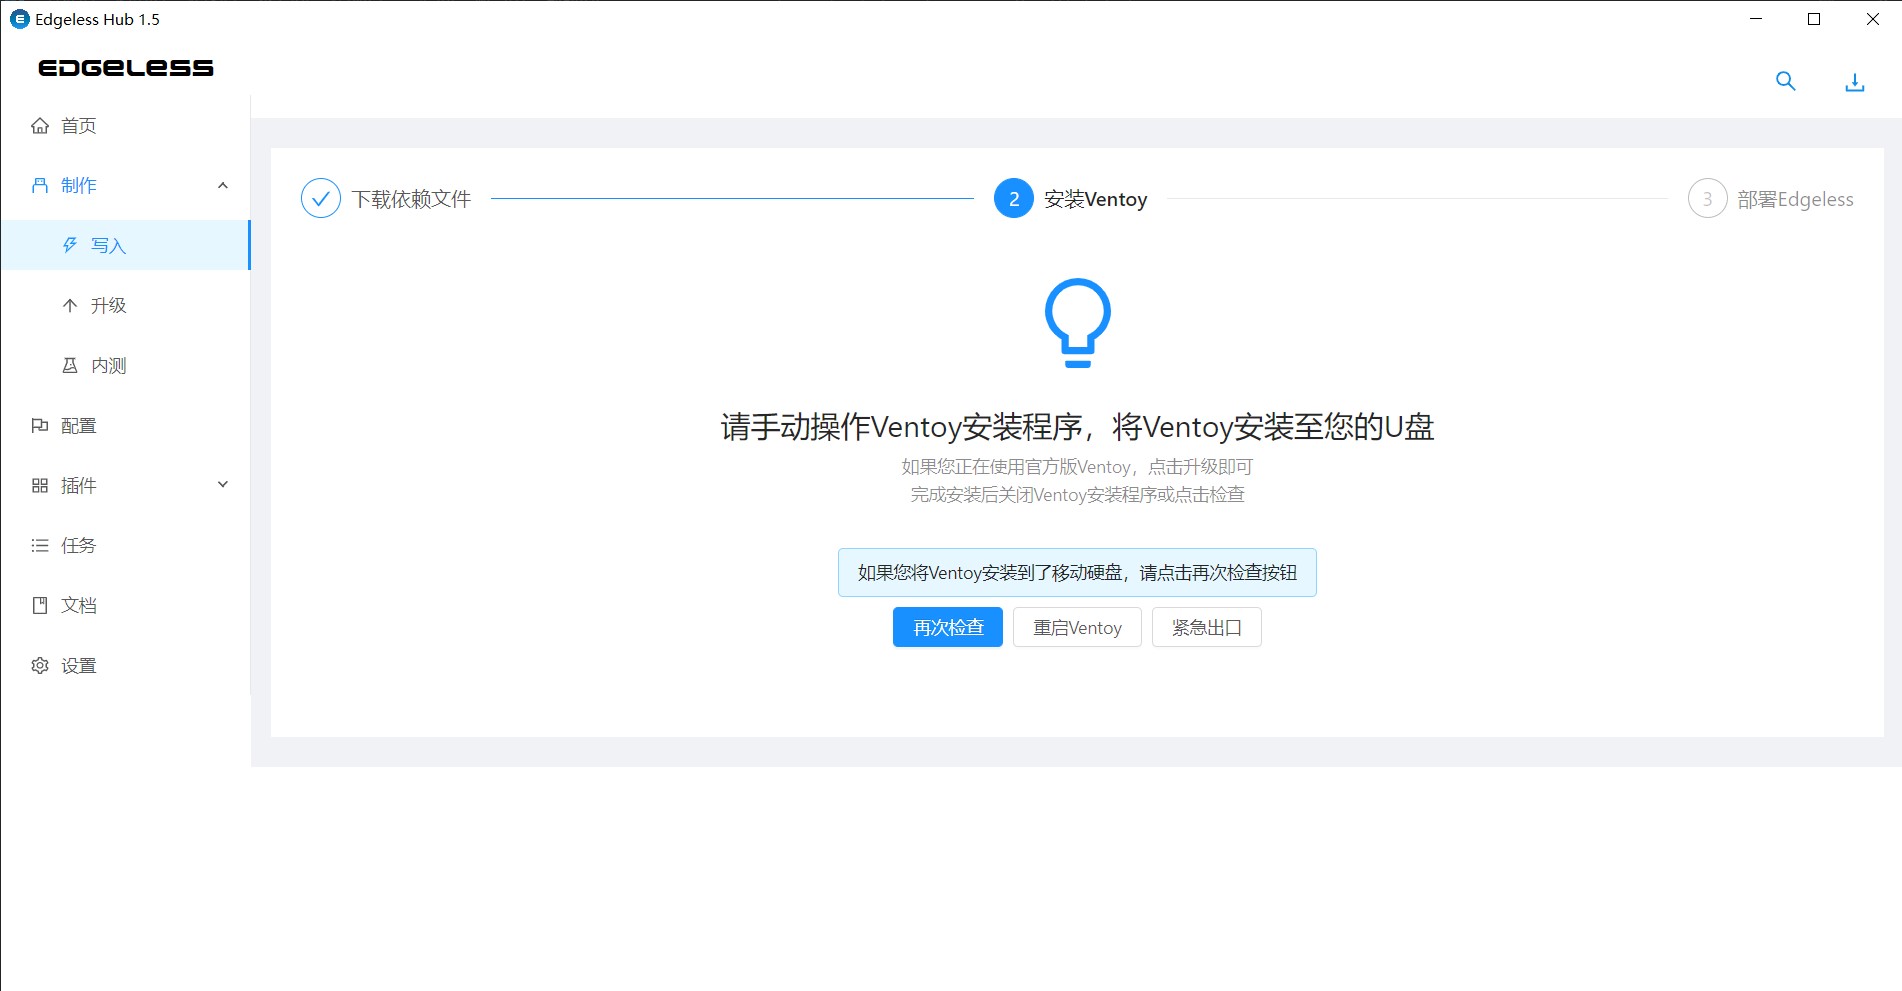 Edgeless Hub 1.5
EDGELESS
首页
制作
写入
升级
内测
配置
插件
任务
文档
设置
下载依赖文件
2 安装Ventoy
3 部署Edgeless
请手动操作Ventoy安装程序，将Ventoy安装至您的U盘
如果您正在使用官方版Ventoy，点击升级即可
完成安装后关闭Ventoy安装程序或点击检查
如果您将Ventoy安装到了移动硬盘，请点击再次检查按钮
再次检查 重启Ventoy 紧急出口